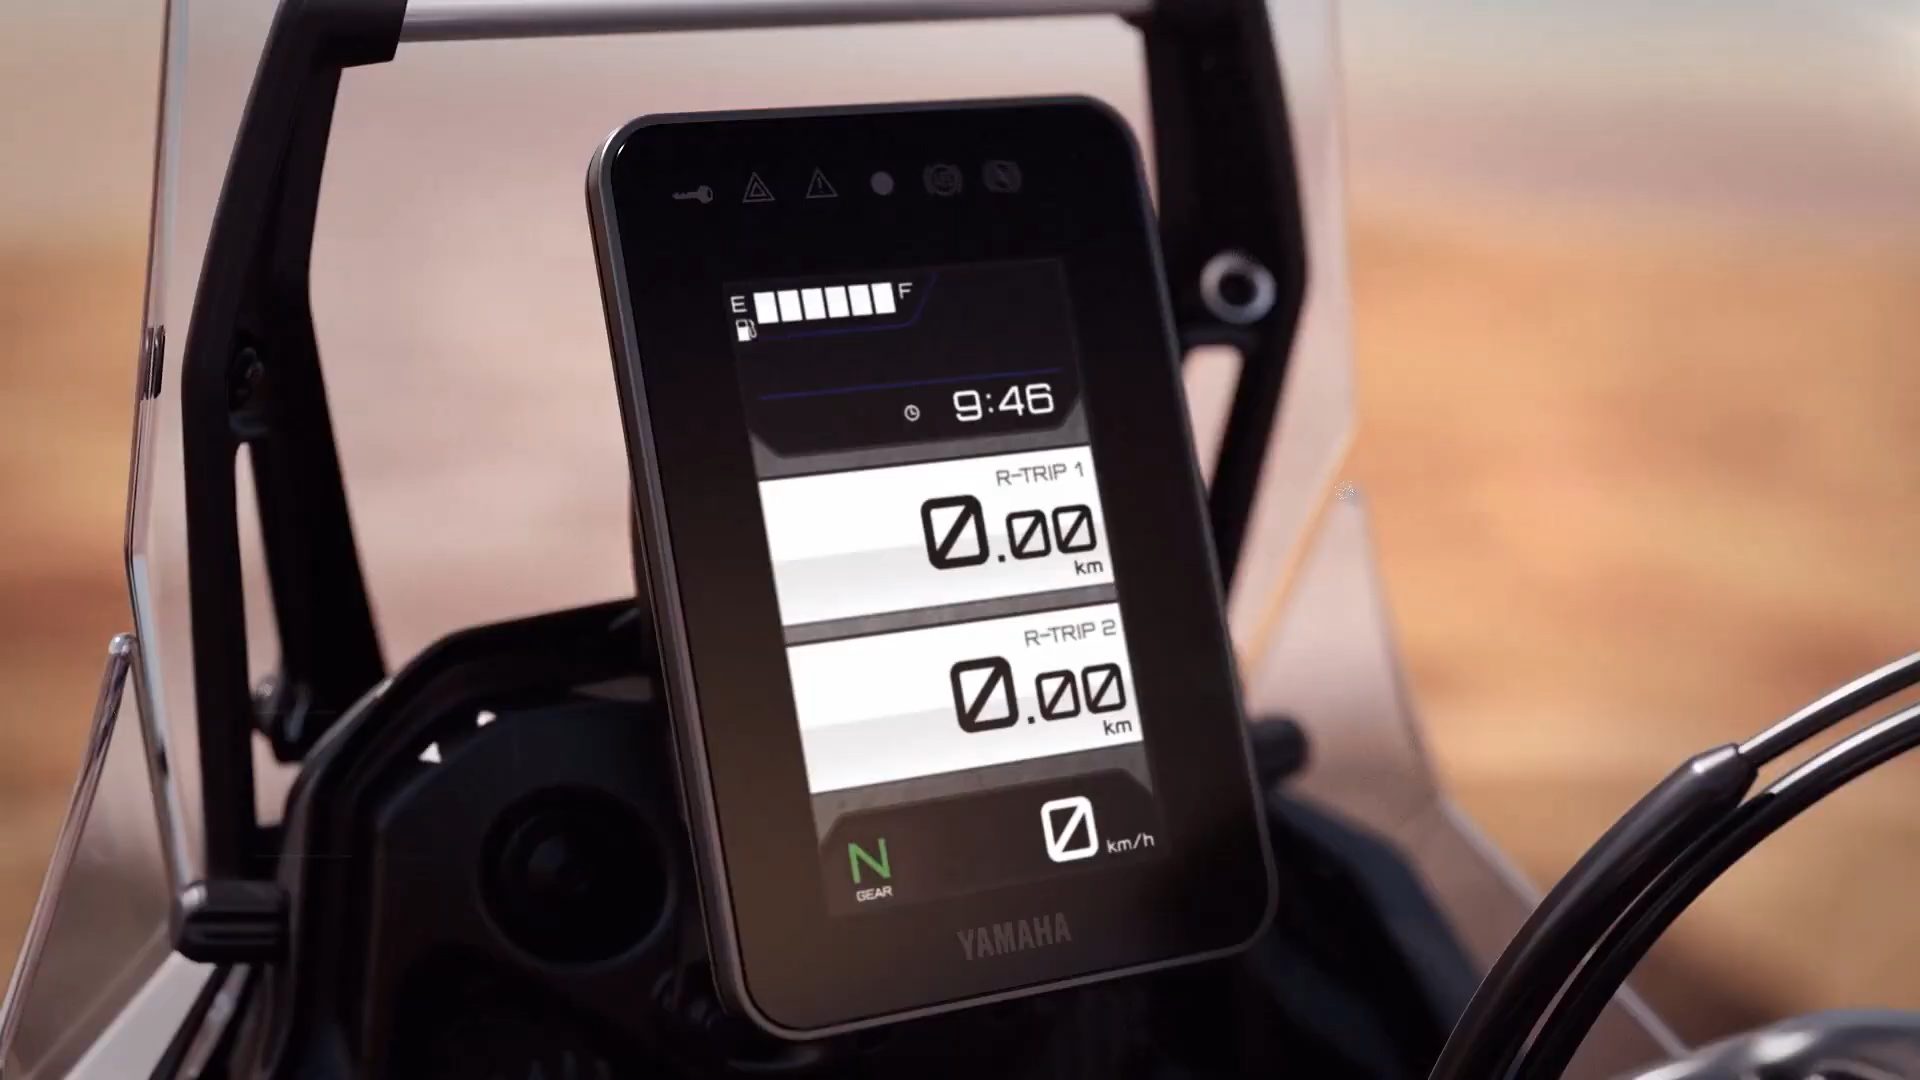 E F
9:46
R-TRIP 1
0.00
km
R-TRIP 2
0.00
km
N
GEAR
0 km/h
YAMAHA